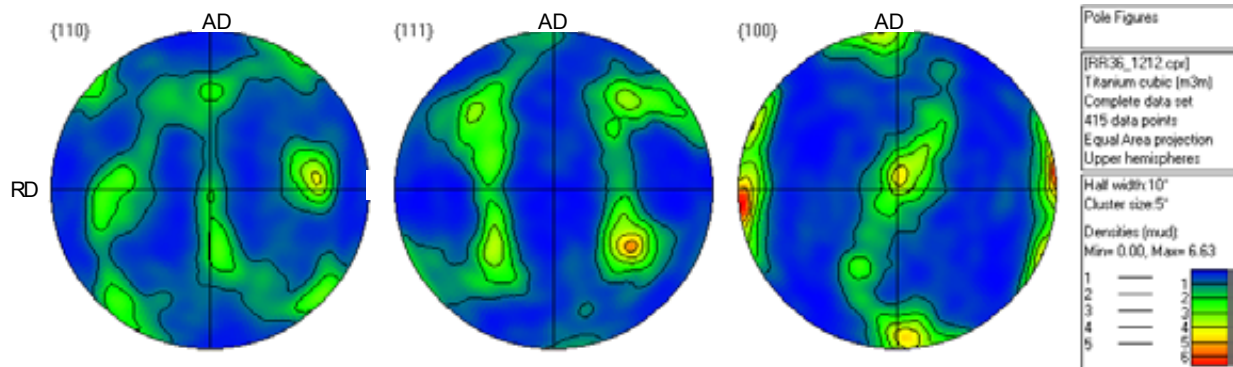 {110}
AD
{111}
AD
{100}
AD
RD
Pole Figures
[RR36_1212.cpr]
Titanium cubic (m3m)
Complete data set
415 data points
Equal Area projection
Upper hemispheres
Half width:10°
Cluster size:5°
Densities (mud):
Min= 0.00, Max= 6.63
1
2
3
4
5
1
2
3
4
5
6